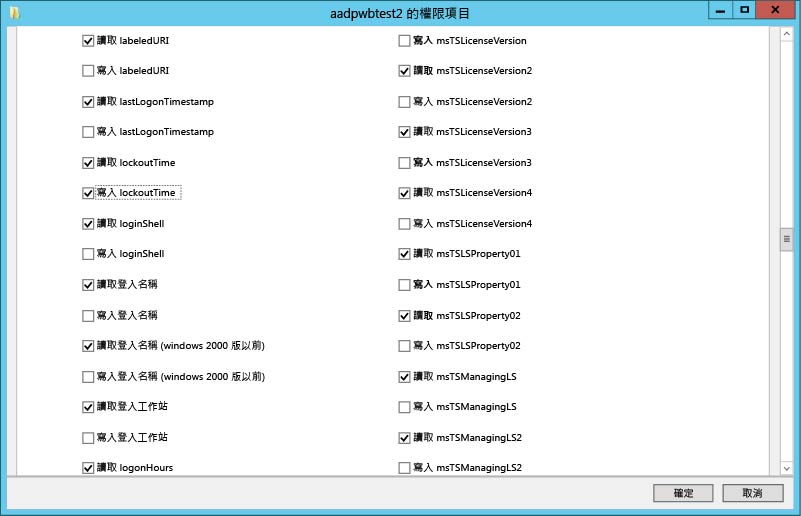 aadpwbtest2 的權限項目
讀取 labeledURI
寫入 labeledURI
讀取 lastLogonTimestamp
寫入 lastLogonTimestamp
讀取 lockoutTime
寫入 lockoutTime
讀取 loginShell
寫入 loginShell
讀取登入名稱
寫入登入名稱
讀取登入名稱 (windows 2000 版以前)
寫入登入名稱 (windows 2000 版以前)
讀取登入工作站
寫入登入工作站
讀取 logonHours
寫入 msTSLicenseVersion
讀取 msTSLicenseVersion2
寫入 msTSLicenseVersion2
讀取 msTSLicenseVersion3
寫入 msTSLicenseVersion3
讀取 msTSLicenseVersion4
寫入 msTSLicenseVersion4
讀取 msTSLSProperty01
寫入 msTSLSProperty01
讀取 msTSLSProperty02
寫入 msTSLSProperty02
讀取 msTSManagingLS
寫入 msTSManagingLS
讀取 msTSManagingLS2
寫入 msTSManagingLS2
確定
取消